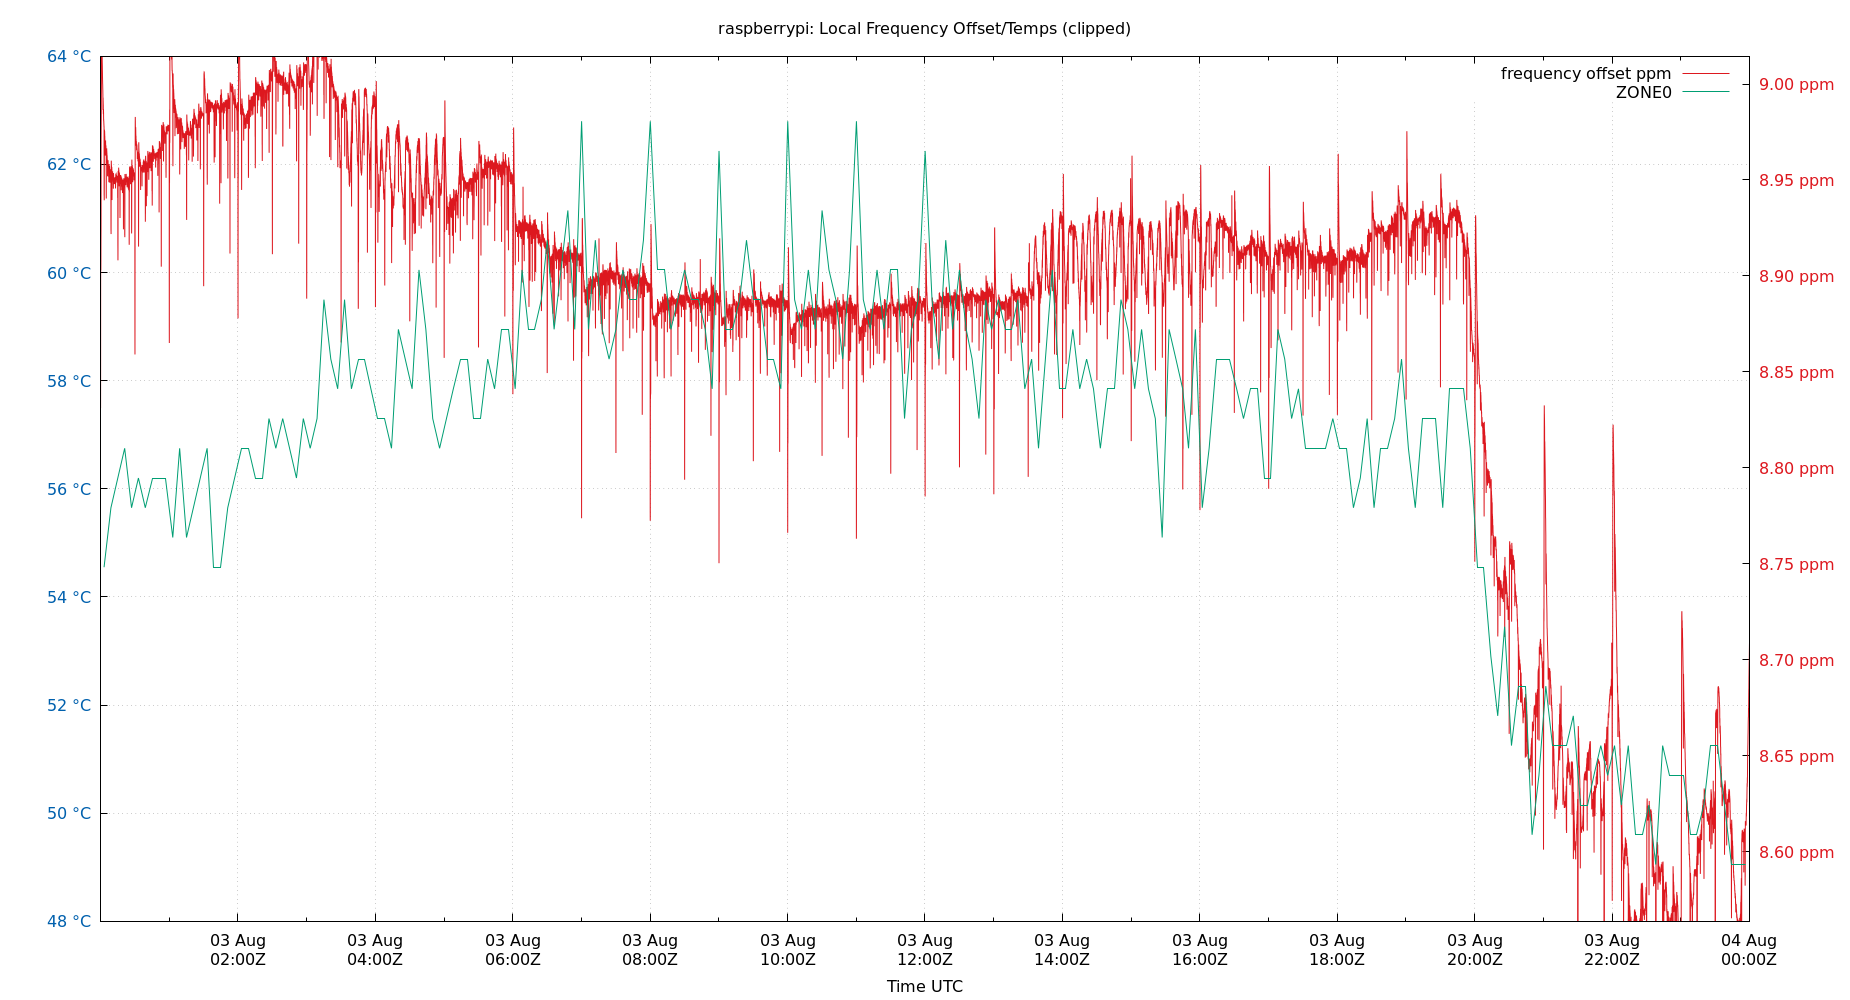 raspberrypi: Local Frequency Offset/Temps (clipped)
frequency offset ppm
ZONE0
64 °C
62 °C
60 °C
58 °C
56 °C
54 °C
52 °C
50 °C
48 °C
9.00 ppm
8.95 ppm
8.90 ppm
8.85 ppm
8.80 ppm
8.75 ppm
8.70 ppm
8.65 ppm
8.60 ppm
03 Aug 03 Aug 03 Aug 03 Aug 03 Aug 03 Aug 03 Aug 03 Aug 03 Aug 03 Aug 03 Aug 04 Aug
02:00Z 04:00Z 06:00Z 08:00Z 10:00Z 12:00Z 14:00Z 16:00Z 18:00Z 20:00Z 22:00Z 00:00Z
Time UTC